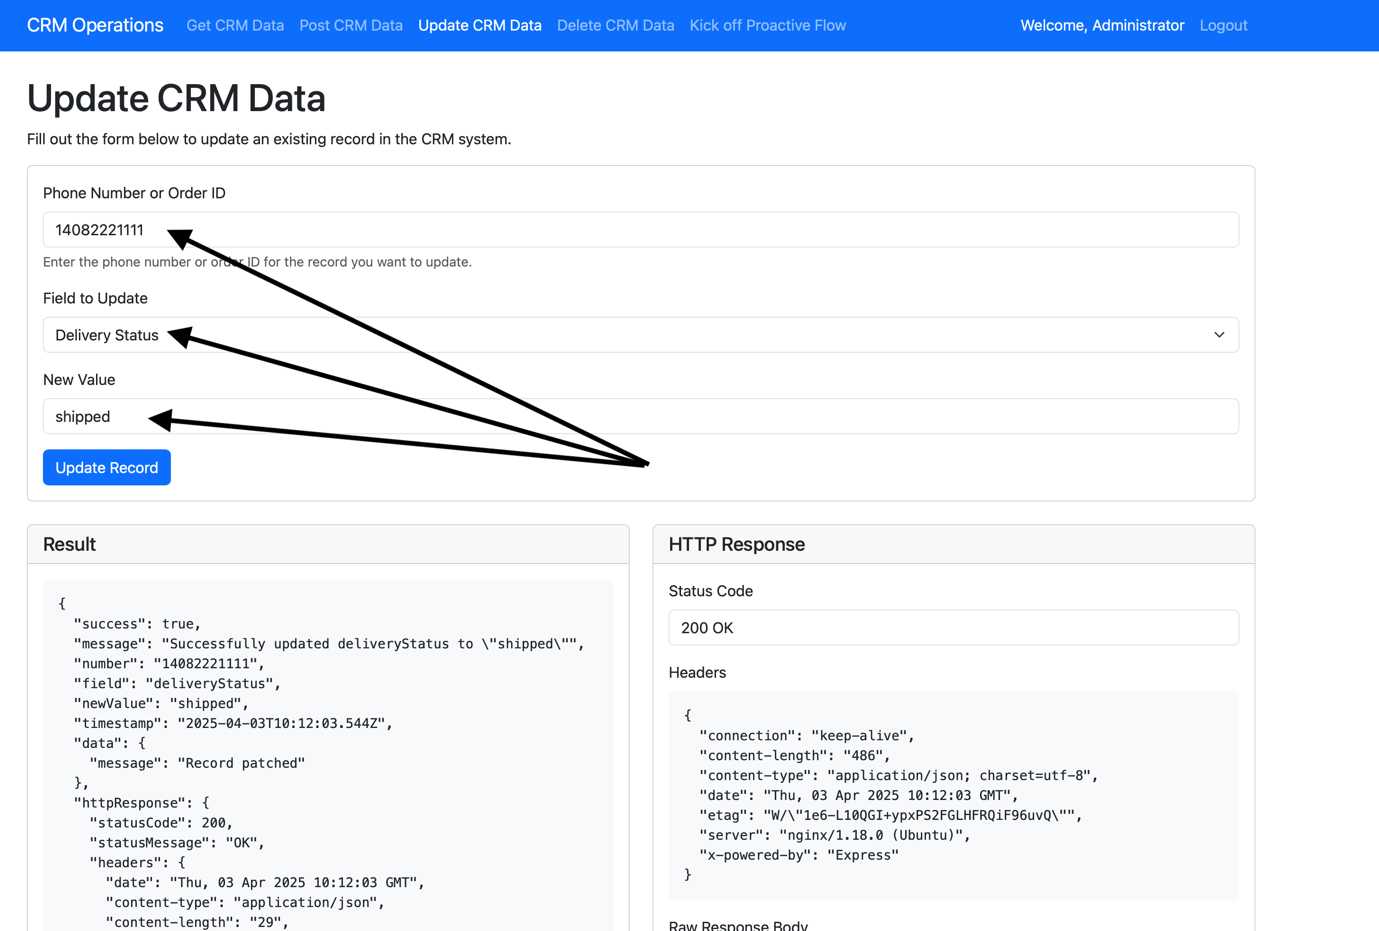 CRM Operations Get CRM Data Post CRM Data Update CRM Data Delete CRM Data Kick off Proactive Flow Welcome, Administrator Logout
Update CRM Data
Fill out the form below to update an existing record in the CRM system.
Phone Number or Order ID
14082221111
Enter the phone number or order ID for the record you want to update.
Field to Update
Delivery Status
New Value
shipped
Update Record
Result
{
  "success": true,
  "message": "Successfully updated deliveryStatus to \"shipped\"",
  "number": "14082221111",
  "field": "deliveryStatus",
  "newValue": "shipped",
  "timestamp": "2025-04-03T10:12:03.544Z",
  "data": {
    "message": "Record patched"
  },
  "httpResponse": {
    "statusCode": 200,
    "statusMessage": "OK",
    "headers": {
      "date": "Thu, 03 Apr 2025 10:12:03 GMT",
      "content-type": "application/json",
      "content-length": "29",
HTTP Response
Status Code
200 OK
Headers
{
  "connection": "keep-alive",
  "content-length": "486",
  "content-type": "application/json; charset=utf-8",
  "date": "Thu, 03 Apr 2025 10:12:03 GMT",
  "etag": "W/\"1e6-L10QGI+ypxPS2FGLHFRQiF96uvQ\"",
  "server": "nginx/1.18.0 (Ubuntu)",
  "x-powered-by": "Express"
}
Raw Response Body